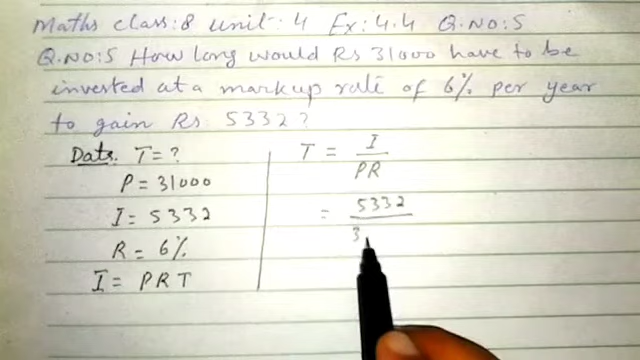 Maths class:8 unit:4 Ex:4.4 Q.NO:5
Q.NO:5 How long would Rs 31000 have to be
invested at a markup rate of 6% per year
to gain Rs. 5332?
Data. T=?
P=31000
I=5332
R=6%
I=PRT
T = I/PR
= 5332/3